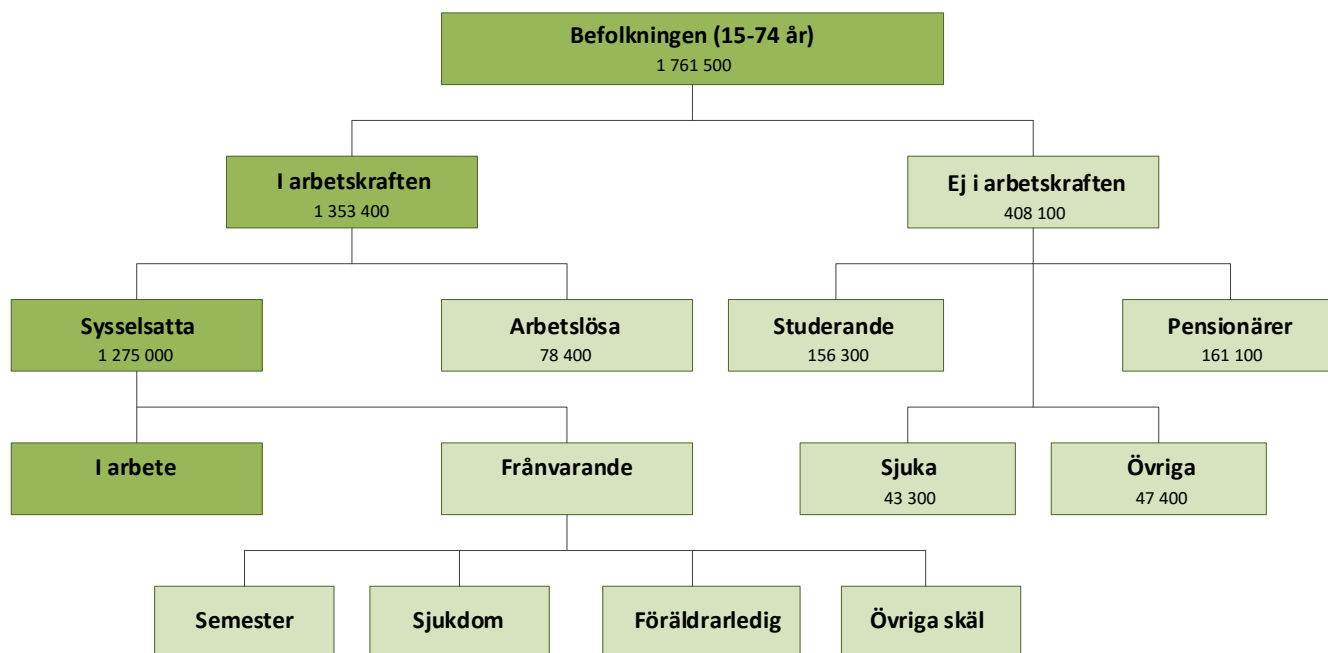 Befolkningen (15-74 år)
1 761 500
I arbetskraften
1 353 400
Ej i arbetskraften
408 100
Sysselsatta
1 275 000
Arbetslösa
78 400
Studerande
156 300
Pensionärer
161 100
I arbete
Frånvarande
Sjuka
43 300
Övriga
47 400
Semester
Sjukdom
Föräldrarledig
Övriga skäl